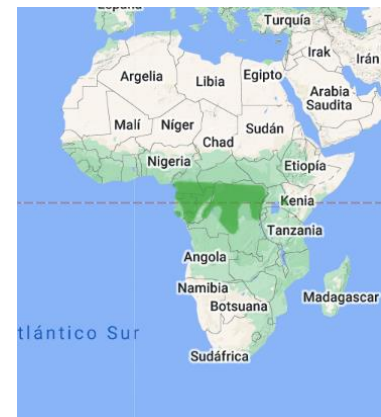 España
Turquía
Irak
Irán
Argelia
Libia
Egipto
Arabia
Saudita
Malí
Níger
Sudán
Chad
Nigeria
Etiopía
Kenia
Tanzania
Angola
Namibia
Madagascar
Botsuana
tlántico Sur
Sudáfrica